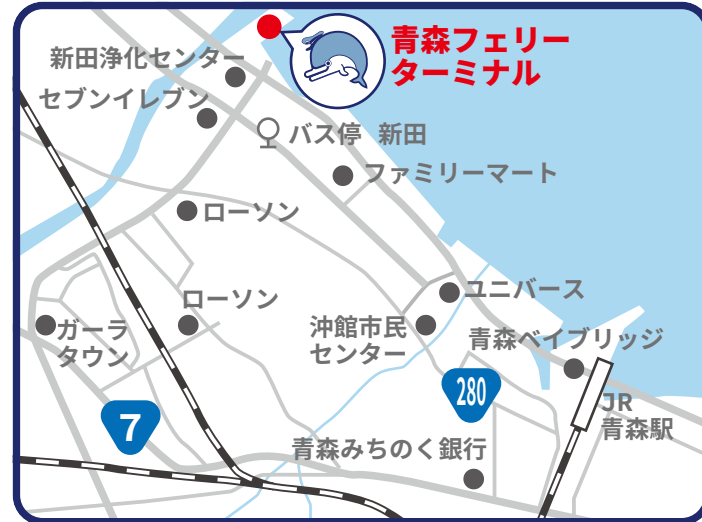 青森フェリー
ターミナル
新田浄化センター
セブンイレブン
バス停 新田
ファミリーマート
ローソン
ローソン
ユニバース
ガーラ
タウン
沖館市民
センター
青森ベイブリッジ
280
7
JR
青森駅
青森みちのく銀行